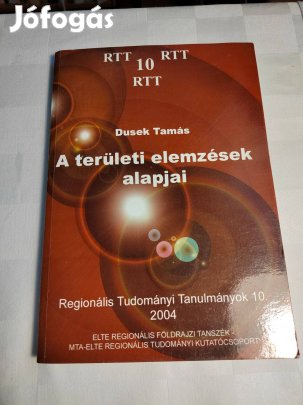 Jófogás
RTT RTT
10
RTT
Dusek Tamás
A területi elemzések
alapjai
Regionális Tudományi Tanulmányok 10
2004
ELTE REGIONÁLIS FÖLDRAJZI TANSZÉK -
MTA-ELTE REGIONÁLIS TUDOMÁNYI KUTATÓCSOPORT